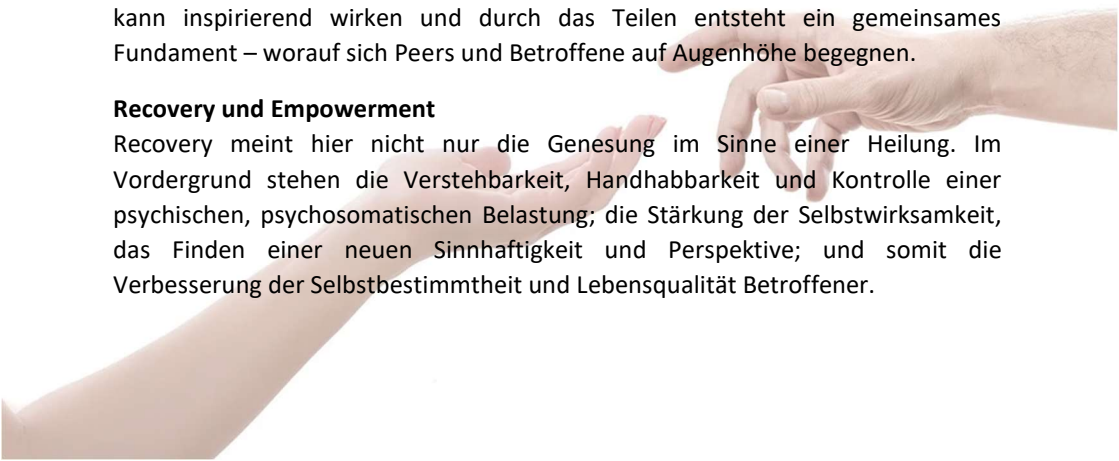 kann inspirierend wirken und durch das Teilen entsteht ein gemeinsames
Fundament – worauf sich Peers und Betroffene auf Augenhöhe begegnen.
Recovery und Empowerment
Recovery meint hier nicht nur die Genesung im Sinne einer Heilung. Im
Vordergrund stehen die Verstehbarkeit, Handhabbarkeit und Kontrolle einer
psychischen, psychosomatischen Belastung; die Stärkung der Selbstwirksamkeit,
das Finden einer neuen Sinnhaftigkeit und Perspektive; und somit die
Verbesserung der Selbstbestimmtheit und Lebensqualität Betroffener.